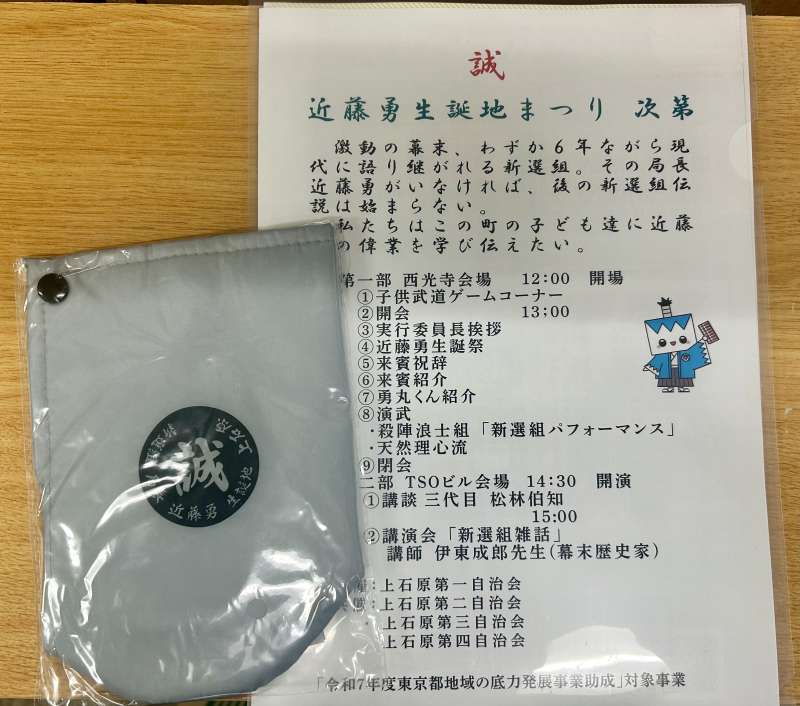 誠
近藤勇生誕地まつり 次第
激動の幕末、わずか6年ながら現
代に語り継がれる新選組。その局長
近藤勇がいなければ、後の新選組伝
説は始まらない。
私たちはこの町の子ども達に近藤
の偉業を学び伝えたい。
第一部 西光寺会場 12:00 開場
①子供武道ゲームコーナー
②開会 13;00
③実行委員長挨拶
④近藤勇生誕祭
⑤来賓祝辞
⑥来賓紹介
⑦勇丸くん紹介
⑧演武
・殺陣浪士組「新選組パフォーマンス」
・天然理心流
⑨閉会
二部 TSOビル会場 14:30 開演
①講談 三代目 松林伯知
15:00
②講演会「新選組雑話」
講師 伊東成郎先生(幕末歴史家)
:上石原第一自治会
:上石原第二自治会
上石原第三自治会
上石原第四自治会
「令和7年度東京都地域の底力発展事業助成」対象事業
誠
近藤勇
生誕地